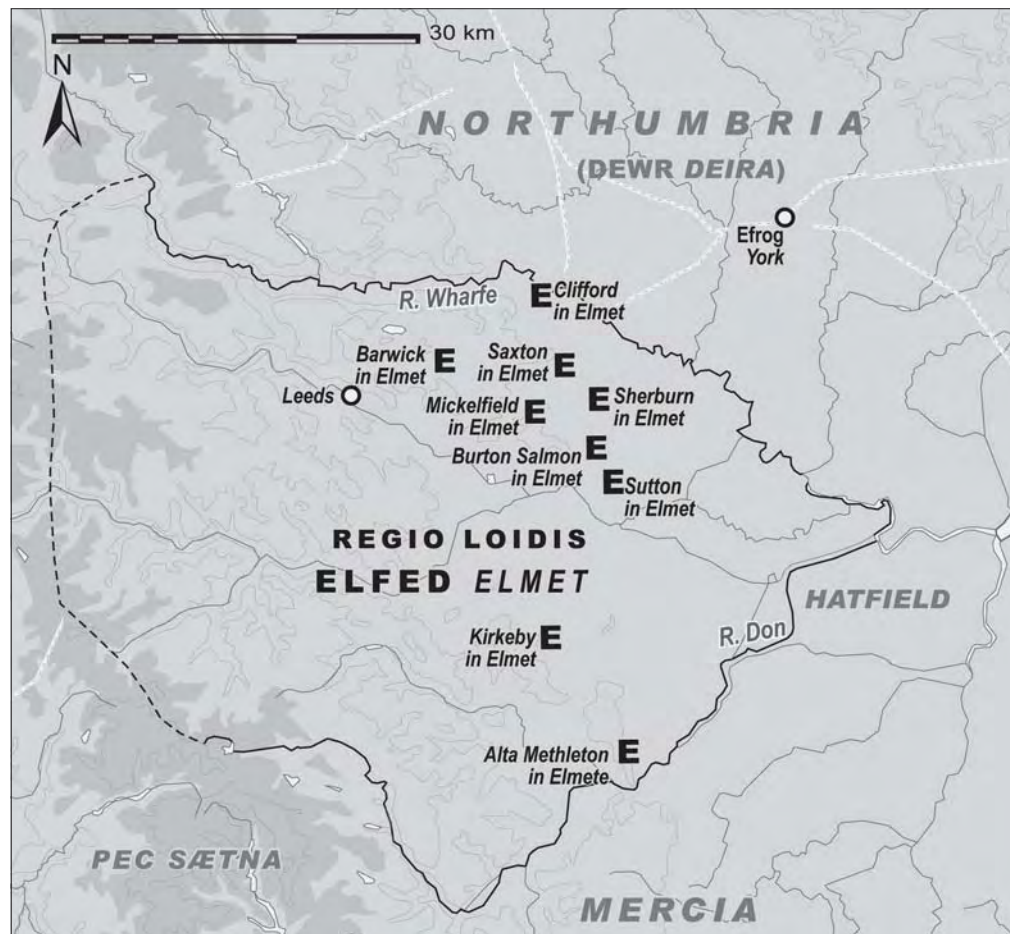 30 km
N
NORTHUMBRIA
(DEWR DEIRA)
Efrog
York
R. Wharfe
E Clifford
in Elmet
Barwick E
in Elmet
Saxton E
in Elmet
Leeds
E Sherburn
in Elmet
Mickelfield E
in Elmet
Burton Salmon E
in Elmet
E Sutton
in Elmet
REGIO LOIDIS
ELFED ELMET
HATFIELD
R. Don
Kirkeby E
in Elmet
Alta Methleton E
in Elmete.
PEC SÆTNA
MERCIA